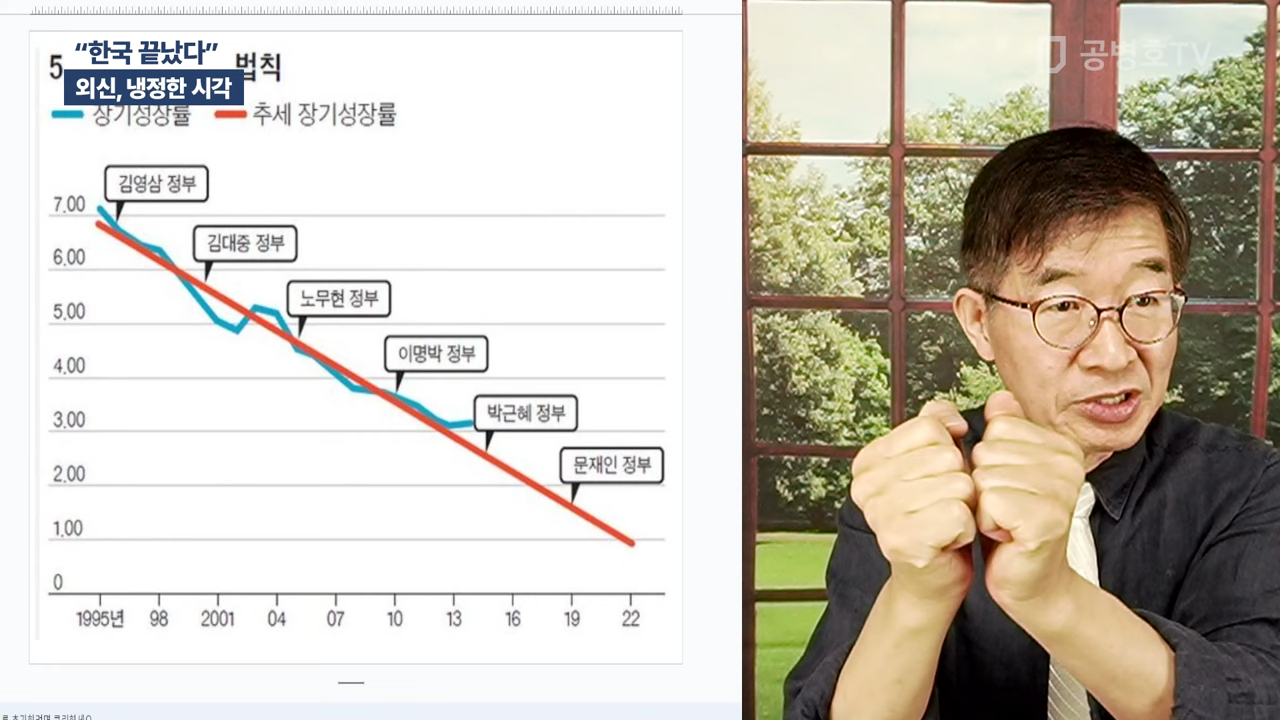 “한국 끝났다”
외신, 냉정한 시각
5 법칙
장기성장률 추세 장기성장률
김영삼 정부
김대중 정부
노무현 정부
이명박 정부
박근혜 정부
문재인 정부
7.00
6.00
5.00
4.00
3.00
2.00
1.00
0
1995년 98 2001 04 07 10 13 16 19 22
공병호TV